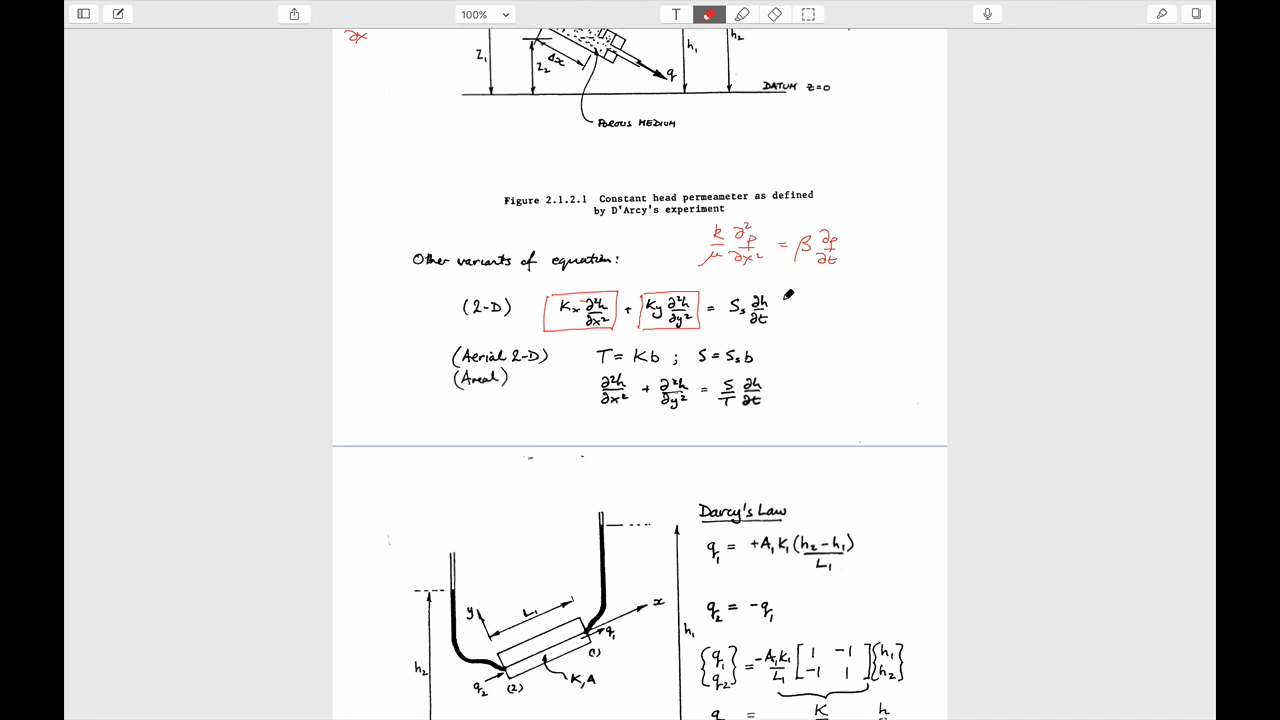 100%
T
∂x
Z₁
Z₂
Δx
q
h₁
h₂
DATUM Z=0
POROUS MEDIUM
Figure 2.1.2.1 Constant head permeameter as defined
by D'Arcy's experiment
k/μ ∂²p/∂x² = β ∂p/∂t
Other variants of equation:
(2-D) Kx ∂²h/∂x² + Ky ∂²h/∂y² = Ss ∂h/∂t
(Aerial 2-D) T = Kb ; S = Ssb
(Areal)
∂²h/∂x² + ∂²h/∂y² = S/T ∂h/∂t
Darcy's Law
q₁ = +A₁K₁(h₂-h₁)/L₁
q₂ = -q₁
{q₁ q₂} = -A₁K₁/L₁ [1 -1 -1 1] {h₁ h₂}
q = K h
y
L₁
x
q₁
(1)
h₁
h₂
q₂
(2)
K,A